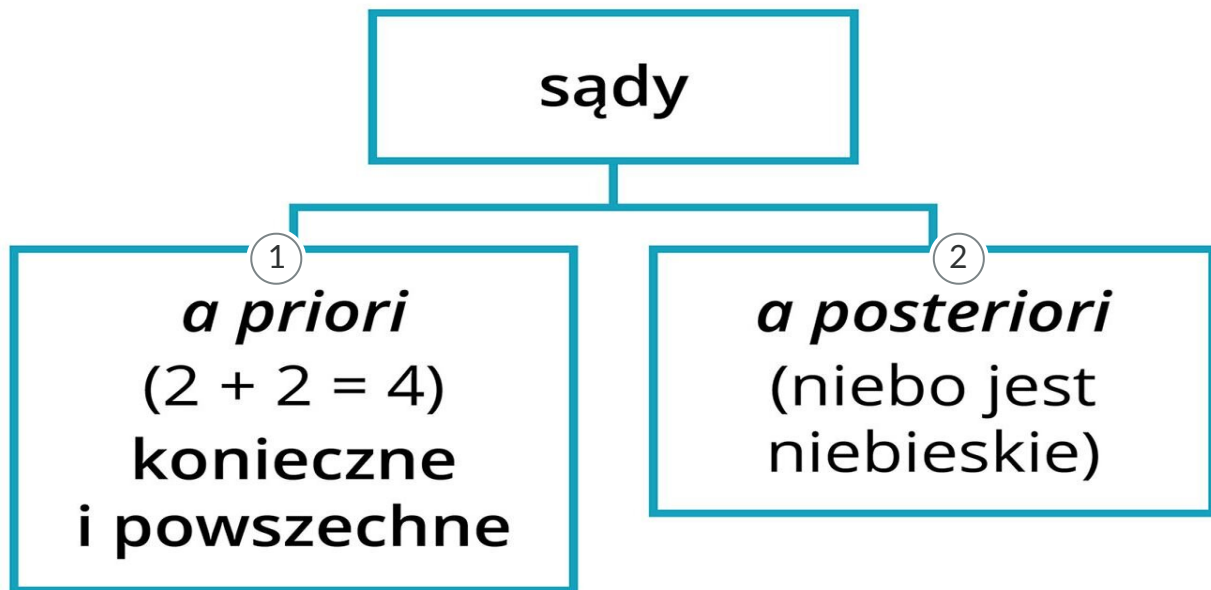 sądy
1
a priori
(2 + 2 = 4)
konieczne
i powszechne
2
a posteriori
(niebo jest
niebieskie)